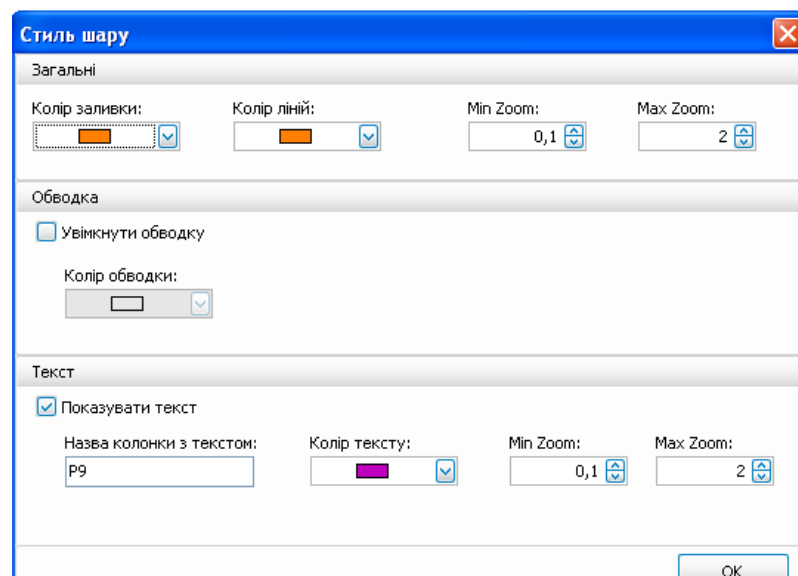 Стиль шару
Загальні
Колір заливки: Колір ліній: Min Zoom: Max Zoom:
0,1 2
Обводка
Увімкнути обводку
Колір обводки:
Текст
Показувати текст
Назва колонки з текстом: Колір тексту: Min Zoom: Max Zoom:
P9 0,1 2
OK